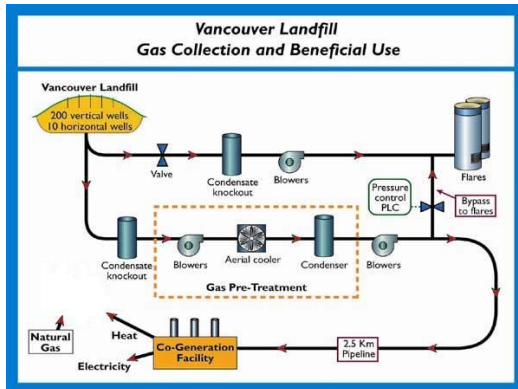 Vancouver Landfill
Gas Collection and Beneficial Use
Vancouver Landfill
200 vertical wells
10 horizontal wells
Valve
Condensate
knockout
Blowers
Flares
Pressure
control
PLC
Bypass
to flares
Condensate
knockout
Blowers
Aerial cooler
Condenser
Blowers
Gas Pre-Treatment
Natural
Gas
Heat
Electricity
Co-Generation
Facility
2.5 Km
Pipeline